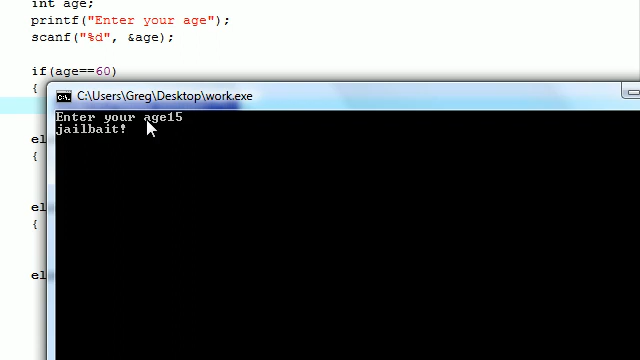 int age;
printf("Enter your age");
scanf("%d", &age);
if(age==60)
{
C:\Users\Greg\Desktop\work.exe
Enter your age15
jailbait!
el
{
el
{
el